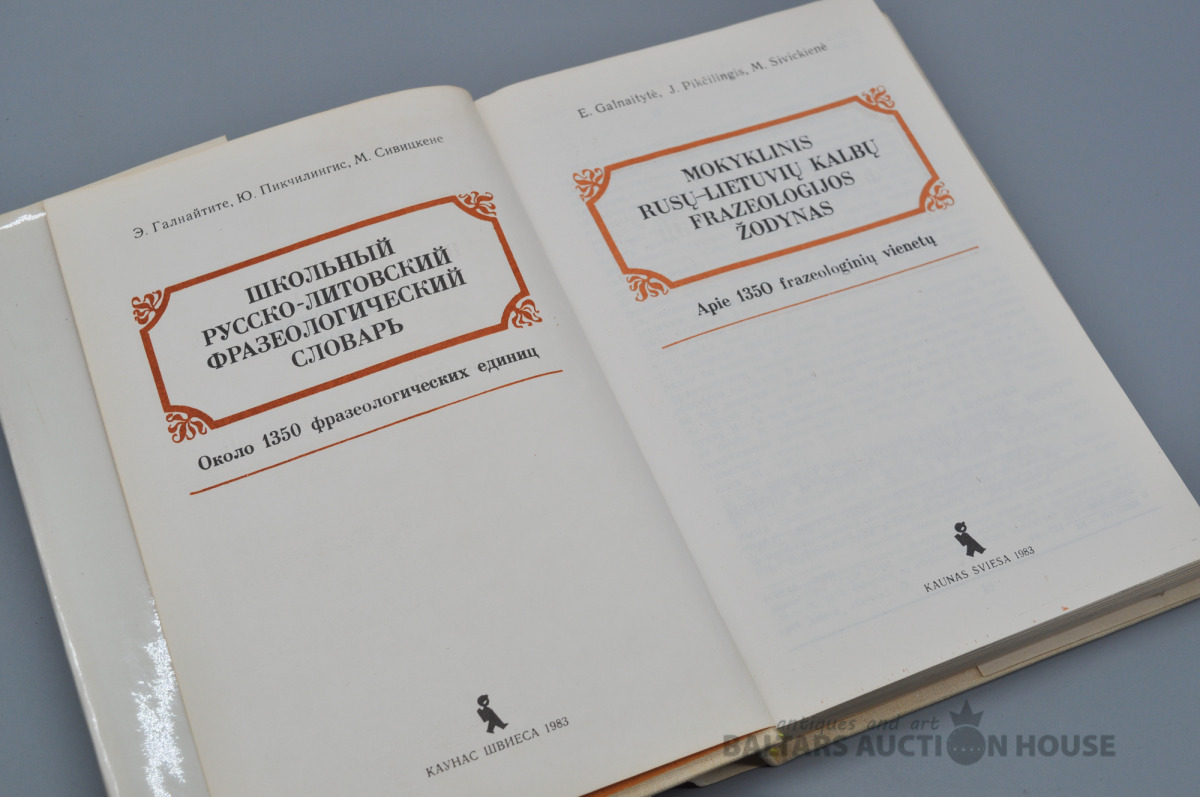 Э. Галнайтите, Ю. Пикчилингис, М. Сивицкене
ШКОЛЬНЫЙ
РУССКО-ЛИТОВСКИЙ
ФРАЗЕОЛОГИЧЕСКИЙ
СЛОВАРЬ
Около 1350 фразеологических единиц
КАУНАС ШВИЕСА 1983
E. Galnaitytė, J. Pikčilingis, M. Sivickienė
MOKYKLINIS
RUSŲ–LIETUVIŲ KALBŲ
FRAZEOLOGIJOS
ŽODYNAS
Apie 1350 frazeologinių vienetų
KAUNAS ŠVIESA 1983
antiques and art
BALTARS AUCTION HOUSE